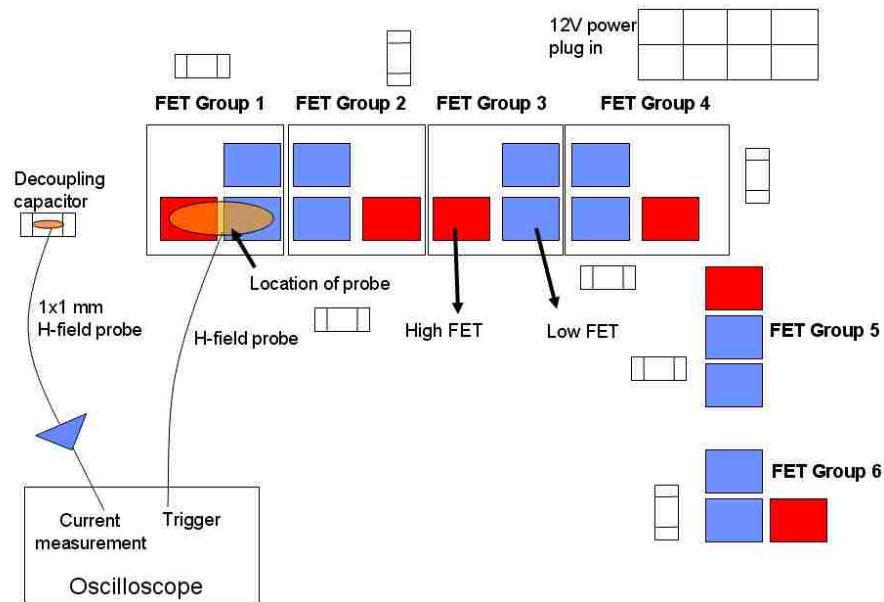 12V power
plug in
FET Group 1
FET Group 2
FET Group 3
FET Group 4
Decoupling
capacitor
Location of probe
1x1 mm
H-field probe
H-field probe
High FET
Low FET
FET Group 5
FET Group 6
Current
measurement
Trigger
Oscilloscope